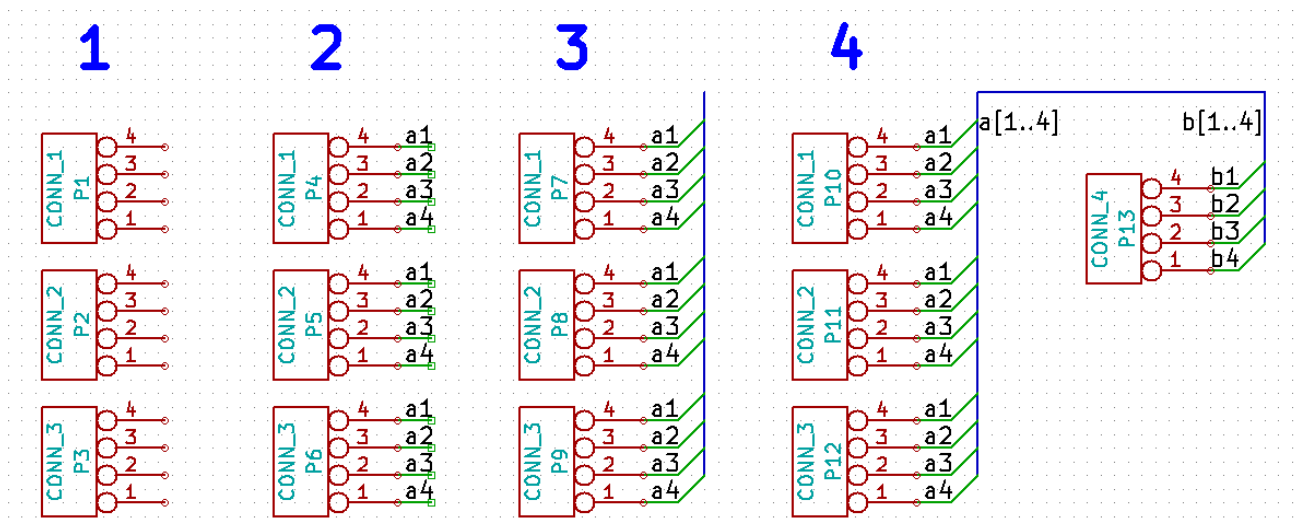 1 2 3 4
a[1..4] b[1..4]
CONN_1 P1 4 3 2 1
CONN_1 P4 4 3 2 1 a1 a2 a3 a4
CONN_1 P7 4 3 2 1 a1 a2 a3 a4
CONN_1 P10 4 3 2 1 a1 a2 a3 a4
CONN_4 P13 4 3 2 1 b1 b2 b3 b4
CONN_2 P2 4 3 2 1
CONN_2 P5 4 3 2 1 a1 a2 a3 a4
CONN_2 P8 4 3 2 1 a1 a2 a3 a4
CONN_2 P11 4 3 2 1 a1 a2 a3 a4
CONN_3 P3 4 3 2 1
CONN_3 P6 4 3 2 1 a1 a2 a3 a4
CONN_3 P9 4 3 2 1 a1 a2 a3 a4
CONN_3 P12 4 3 2 1 a1 a2 a3 a4